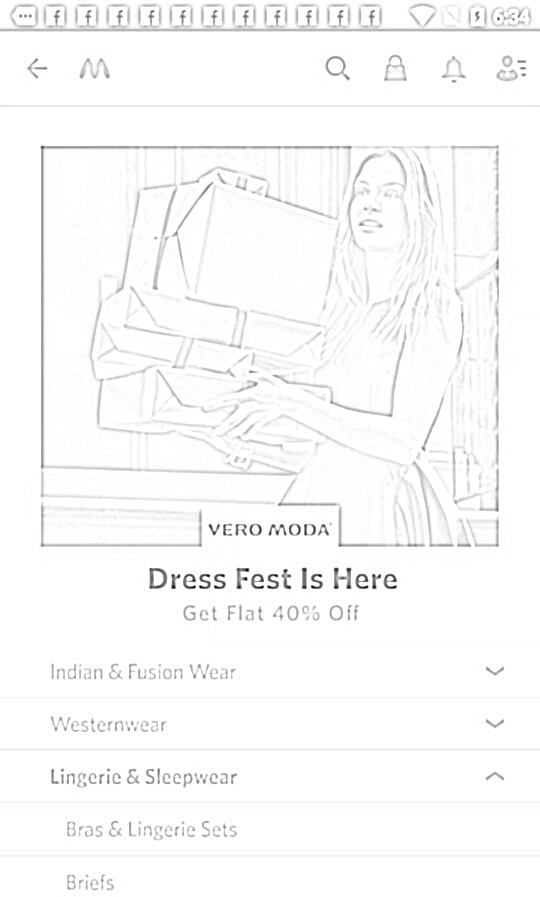 6:34
VERO MODA
Dress Fest Is Here
Get Flat 40% Off
Indian & Fusion Wear
Westernwear
Lingerie & Sleepwear
Bras & Lingerie Sets
Briefs